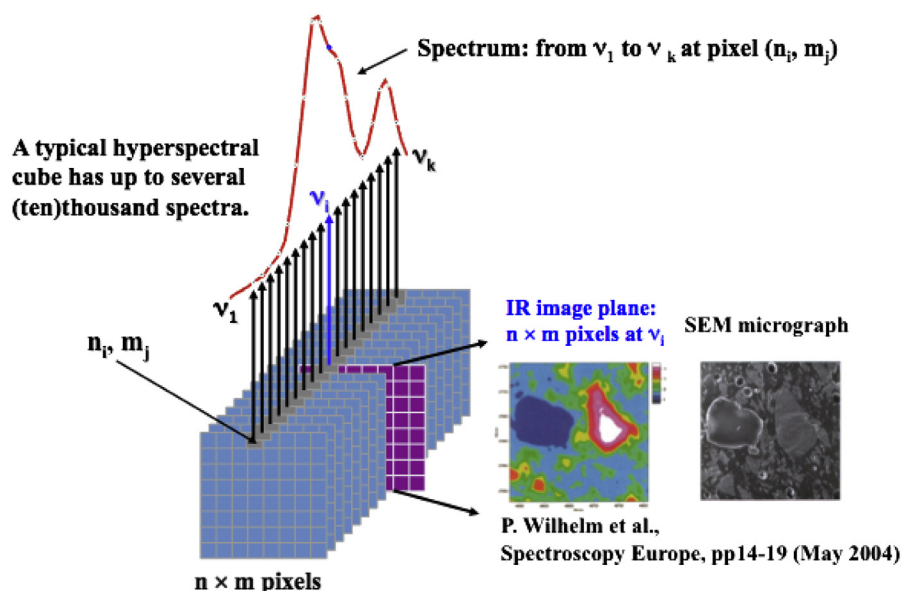 Spectrum: from ν₁ to ν ₖ at pixel (nᵢ, mⱼ)
A typical hyperspectral
cube has up to several
(ten)thousand spectra.
νₖ
νᵢ
ν₁
nᵢ, mⱼ
IR image plane:
n × m pixels at νᵢ
SEM micrograph
P. Wilhelm et al.,
Spectroscopy Europe, pp14-19 (May 2004)
n × m pixels